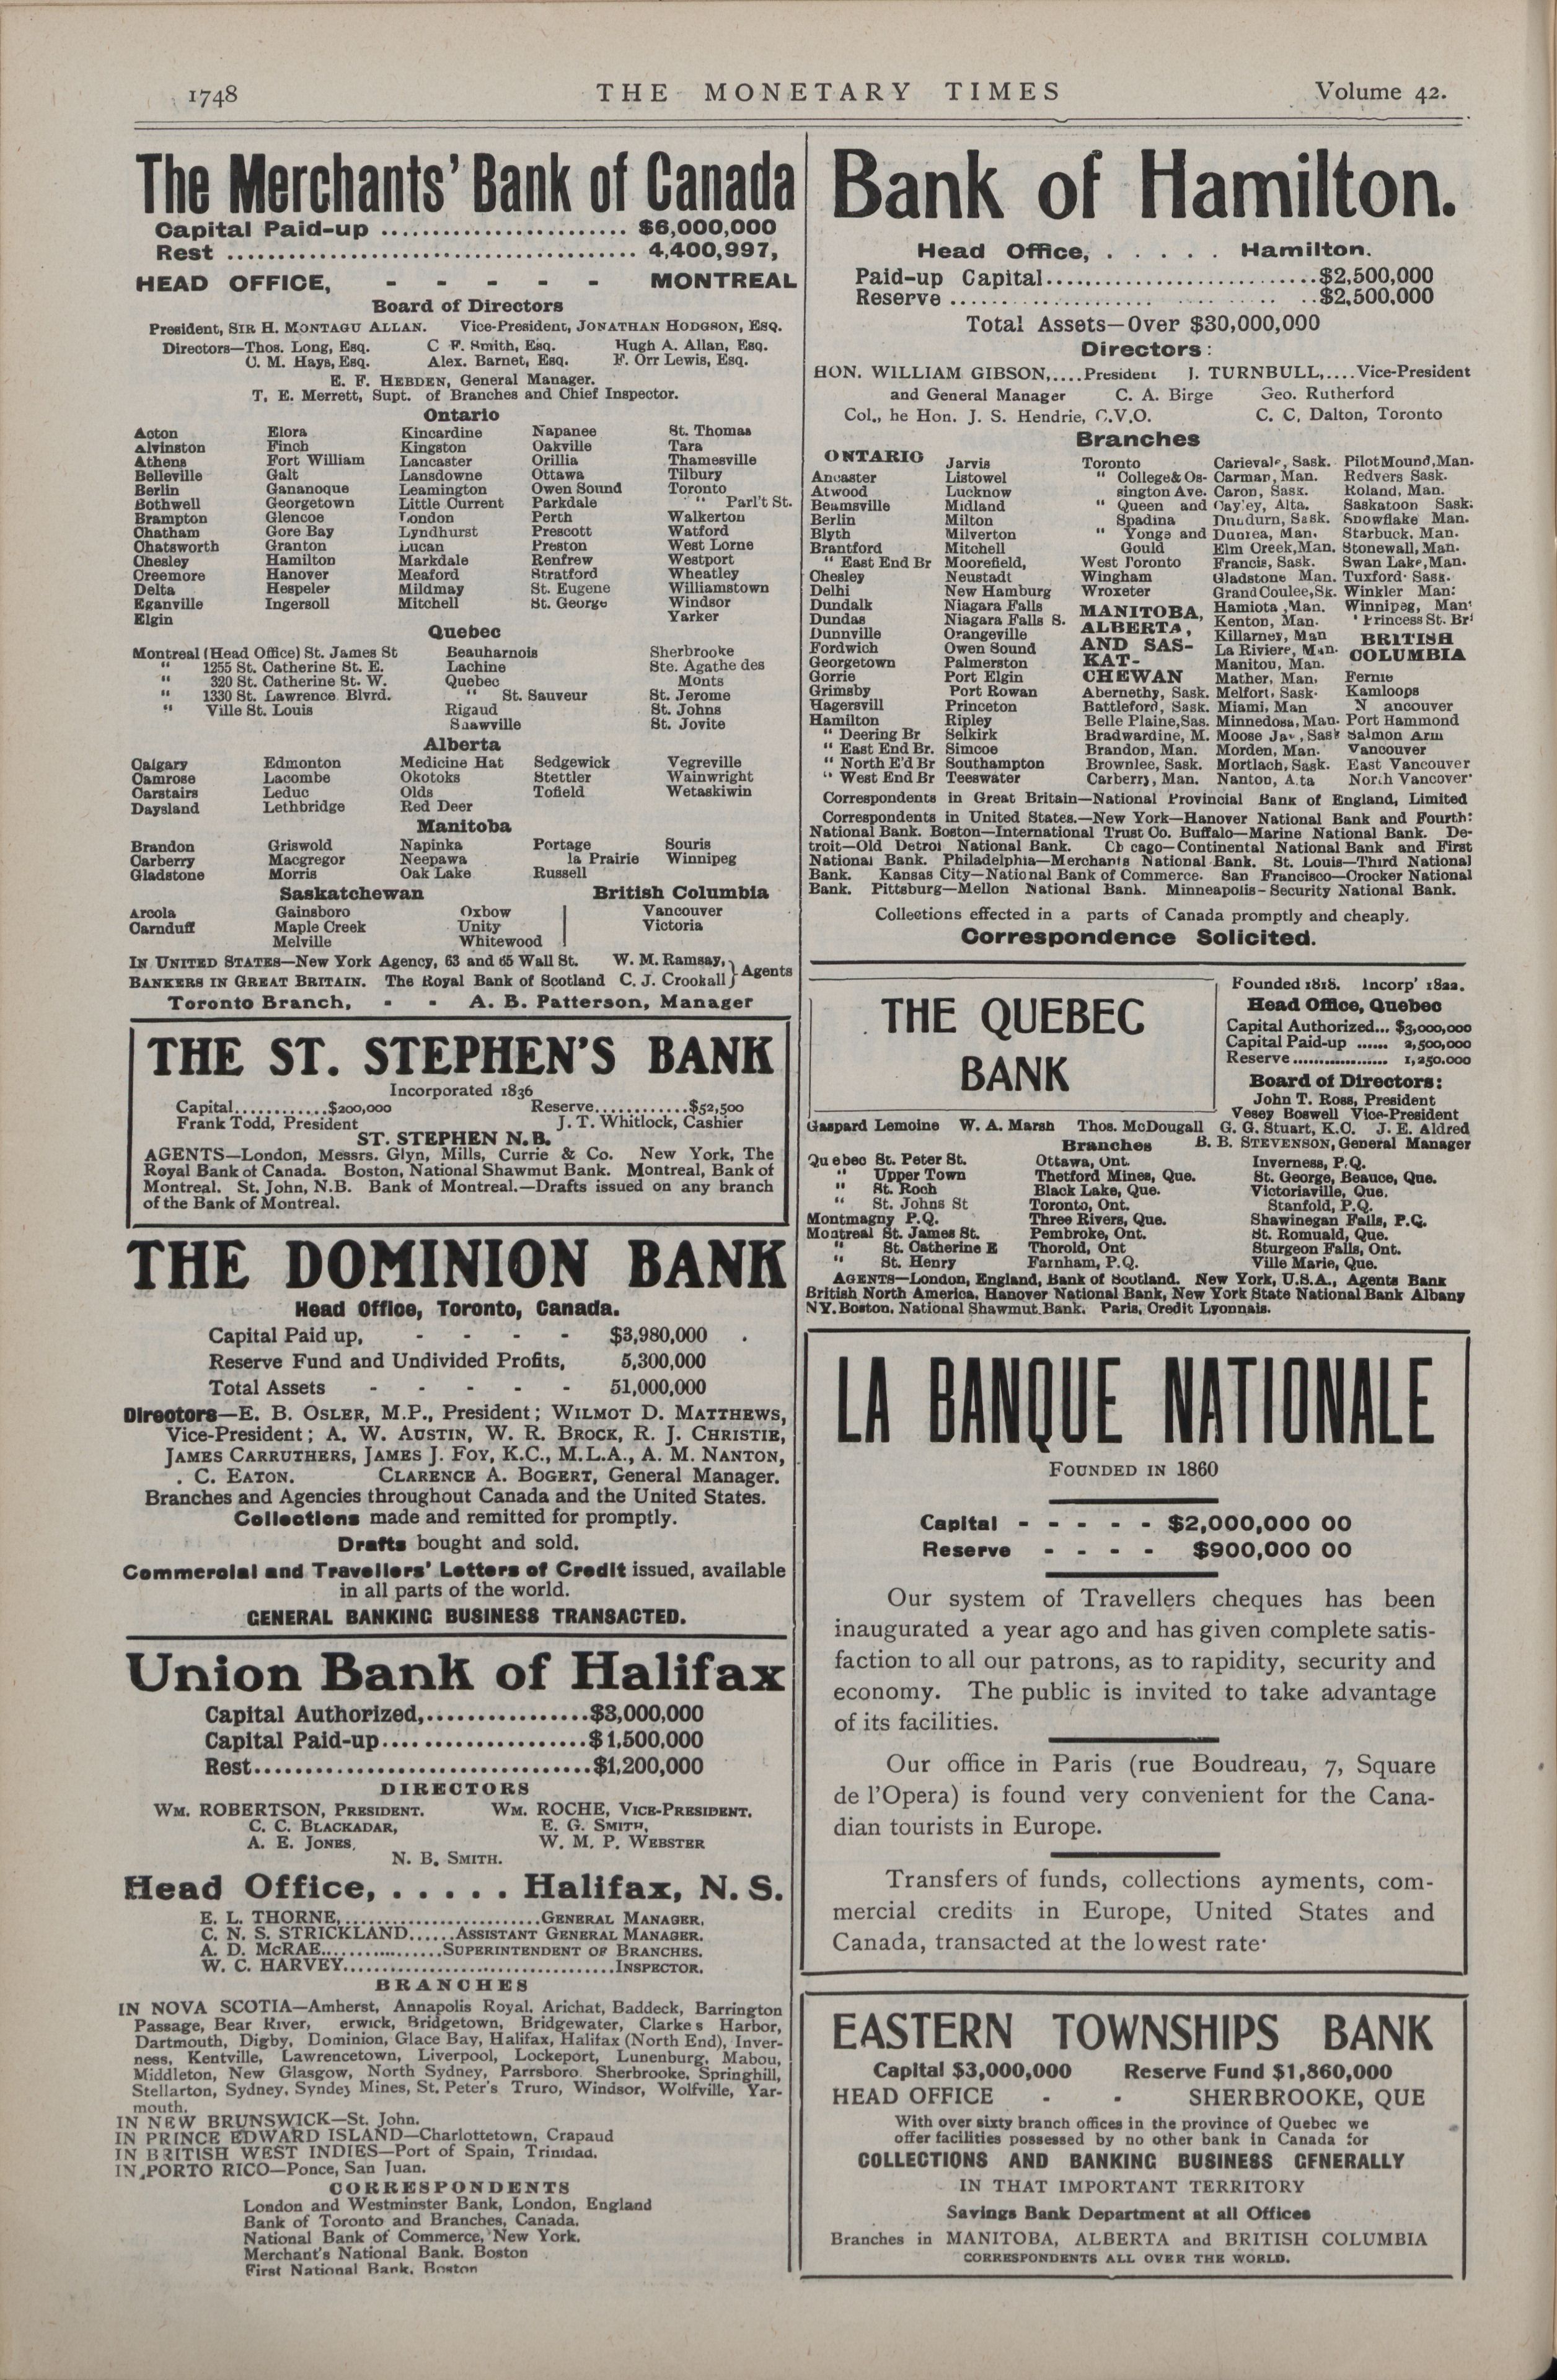 1748
THE MONETARY TIMES
Volume 42.
The Merchants' Bank of Canada
Capital Paid-up ........................ $6,000,000
Rest ........................................ 4,400,997,
HEAD OFFICE, - - - - - MONTREAL
Board of Directors
President, SIR H. MONTAGU ALLAN. Vice-President, JONATHAN HODGSON, ESQ.
Directors—Thos. Long, Esq. C F. Smith, Esq. Hugh A. Allan, Esq.
C. M. Hays, Esq. Alex. Barnet, Esq. F. Orr Lewis, Esq.
E. F. HEBDEN, General Manager.
T. E. Merrett, Supt. of Branches and Chief Inspector.
Ontario
Acton Elora Kincardine Napanee St. Thomas
Alvinston Finch Kingston Oakville Tara
Athens Fort William Lancaster Orillia Thamesville
Belleville Galt Lansdowne Ottawa Tilbury
Berlin Gananoque Leamington Owen Sound Toronto
Bothwell Georgetown Little Current Parkdale " Parl't St.
Brampton Glencoe London Perth Walkerton
Chatham Gore Bay Lyndhurst Prescott Watford
Chatsworth Granton Lucan Preston West Lorne
Chesley Hamilton Markdale Renfrew Westport
Creemore Hanover Meaford Stratford Wheatley
Delta Hespeler Mildmay St. Eugene Williamstown
Eganville Ingersoll Mitchell St. George Windsor
Elgin Yarker
Quebec
Montreal (Head Office) St. James St Beauharnois Sherbrooke
" 1255 St. Catherine St. E. Lachine Ste. Agathe des
" 320 St. Catherine St. W. Quebec Monts
" 1330 St. Lawrence Blvrd. " St. Sauveur St. Jerome
" Ville St. Louis Rigaud St. Johns
Shawville St. Jovite
Alberta
Calgary Edmonton Medicine Hat Sedgewick Vegreville
Camrose Lacombe Okotoks Stettler Wainwright
Carstairs Leduc Olds Tofield Wetaskiwin
Daysland Lethbridge Red Deer
Manitoba
Brandon Griswold Napinka Portage Souris
Carberry Macgregor Neepawa la Prairie Winnipeg
Gladstone Morris Oak Lake Russell
Saskatchewan British Columbia
Arcola Gainsboro Oxbow Vancouver
Carnduff Maple Creek Unity Victoria
Melville Whitewood
IN UNITED STATES—New York Agency, 63 and 65 Wall St. W. M. Ramsay,
BANKERS IN GREAT BRITAIN. The Royal Bank of Scotland C. J. Crookall } Agents
Toronto Branch, - - A. B. Patterson, Manager
THE ST. STEPHEN'S BANK
Incorporated 1836
Capital............$200,000 Reserve............$52,500
Frank Todd, President J. T. Whitlock, Cashier
ST. STEPHEN N.B.
AGENTS—London, Messrs. Glyn, Mills, Currie & Co. New York, The
Royal Bank of Canada. Boston, National Shawmut Bank. Montreal, Bank of
Montreal. St. John, N.B. Bank of Montreal.—Drafts issued on any branch
of the Bank of Montreal.
THE DOMINION BANK
Head Office, Toronto, Canada.
Capital Paid up, - - - - $3,980,000
Reserve Fund and Undivided Profits, 5,300,000
Total Assets - - - - - 51,000,000
Directors—E. B. OSLER, M.P., President; WILMOT D. MATTHEWS,
Vice-President; A. W. AUSTIN, W. R. BROCK, R. J. CHRISTIE,
JAMES CARRUTHERS, JAMES J. FOY, K.C., M.L.A., A. M. NANTON,
. C. EATON. CLARENCE A. BOGERT, General Manager.
Branches and Agencies throughout Canada and the United States.
Collections made and remitted for promptly.
Drafts bought and sold.
Commercial and Travellers' Letters of Credit issued, available
in all parts of the world.
GENERAL BANKING BUSINESS TRANSACTED.
Union Bank of Halifax
Capital Authorized,................$3,000,000
Capital Paid-up....................$1,500,000
Rest.................................$1,200,000
DIRECTORS
WM. ROBERTSON, PRESIDENT. WM. ROCHE, VICE-PRESIDENT.
C. C. BLACKADAR, E. G. SMITH,
A. E. JONES, W. M. P. WEBSTER
N. B. SMITH.
Head Office, . . . . . Halifax, N. S.
E. L. THORNE,.........................GENERAL MANAGER.
C. N. S. STRICKLAND......ASSISTANT GENERAL MANAGER.
A. D. McRAE................SUPERINTENDENT OF BRANCHES.
W. C. HARVEY...................................INSPECTOR.
BRANCHES
IN NOVA SCOTIA—Amherst, Annapolis Royal, Arichat, Baddeck, Barrington
Passage, Bear River, erwick, Bridgetown, Bridgewater, Clarkes Harbor,
Dartmouth, Digby, Dominion, Glace Bay, Halifax, Halifax (North End), Inver-
ness, Kentville, Lawrencetown, Liverpool, Lockeport, Lunenburg, Mabou,
Middleton, New Glasgow, North Sydney, Parrsboro. Sherbrooke, Springhill,
Stellarton, Sydney, Syndey Mines, St. Peter's Truro, Windsor, Wolfville, Yar-
mouth.
IN NEW BRUNSWICK—St. John.
IN PRINCE EDWARD ISLAND—Charlottetown, Crapaud
IN BRITISH WEST INDIES—Port of Spain, Trinidad.
IN PORTO RICO—Ponce, San Juan.
CORRESPONDENTS
London and Westminster Bank, London, England
Bank of Toronto and Branches, Canada.
National Bank of Commerce, New York.
Merchant's National Bank. Boston
First National Bank. Boston
Bank of Hamilton.
Head Office, . . . . . Hamilton.
Paid-up Capital............................$2,500,000
Reserve ..................................$2,500,000
Total Assets—Over $30,000,000
Directors:
HON. WILLIAM GIBSON,....President J. TURNBULL,....Vice-President
and General Manager C. A. Birge Geo. Rutherford
Col., he Hon. J. S. Hendrie, C.V.O. C. C, Dalton, Toronto
Branches
ONTARIO Jarvis Toronto Carievale, Sask. PilotMound,Man.
Ancaster Listowel " College& Os- Carman, Man. Redvers Sask.
Atwood Lucknow sington Ave. Caron, Sask. Roland, Man.
Beamsville Midland " Queen and Cayley, Alta. Saskatoon Sask.
Berlin Milton Spadina Dundurn, Sask. Snowflake Man.
Blyth Milverton " Yonge and Dunrea, Man. Starbuck. Man.
Brantford Mitchell Gould Elm Creek,Man. Stonewall, Man.
" East End Br Moorefield, West Toronto Francis, Sask. Swan Lake,Man.
Chesley Neustadt Wingham Gladstone Man. Tuxford Sask.
Delhi New Hamburg Wroxeter GrandCoulee,Sk. Winkler Man.
Dundalk Niagara Falls MANITOBA, Hamiota ,Man. Winnipeg, Man
Dundas Niagara Falls S. ALBERTA, Kenton, Man. " Princess St. Br
Dunnville Orangeville AND SAS- Killarney, Man BRITISH
Fordwich Owen Sound KAT- La Riviere, Man. COLUMBIA
Georgetown Palmerston CHEWAN Manitou, Man. Fernie
Gorrie Port Elgin Abernethy, Sask. Mather, Man. Kamloops
Grimsby Port Rowan Battleford, Sask. Melfort, Sask. N ancouver
Hagersvill Princeton Belle Plaine,Sas. Miami, Man Port Hammond
Hamilton Ripley Bradwardine, M. Minnedosa, Man. Salmon Arm
" Deering Br Selkirk Brandon, Man. Moose Jaw, Sask Vancouver
" East End Br. Simcoe Brownlee, Sask. Morden, Man. East Vancouver
" North E'd Br Southampton Carberry, Man. Mortlach, Sask. North Vancover
" West End Br Teeswater Nanton, A.ta
Correspondents in Great Britain—National Provincial Bank of England, Limited
Correspondents in United States.—New York—Hanover National Bank and Fourth
National Bank. Boston—International Trust Co. Buffalo—Marine National Bank. De-
troit—Old Detroi National Bank. Ch cago—Continental National Bank and First
National Bank. Philadelphia—Merchants National Bank. St. Louis—Third National
Bank. Kansas City—National Bank of Commerce. San Francisco—Crocker National
Bank. Pittsburg—Mellon National Bank. Minneapolis—Security National Bank.
Collections effected in a parts of Canada promptly and cheaply.
Correspondence Solicited.
THE QUEBEC
BANK
Founded 1818. Incorp' 1822.
Head Office, Quebec
Capital Authorized... $3,000,000
Capital Paid-up ...... 2,500,000
Reserve.................. 1,250.000
Board of Directors:
John T. Ross, President
Vesey Boswell Vice-President
Gaspard Lemoine W. A. Marsh Thos. McDougall G. G. Stuart, K.C. J. E. Aldred
Branches B. B. STEVENSON, General Manager
Quebec St. Peter St. Ottawa, Ont. Inverness, P.Q.
" Upper Town Thetford Mines, Que. St. George, Beauce, Que.
" St. Roch Black Lake, Que. Victoriaville, Que.
" St. Johns St Toronto, Ont. Stanfold, P.Q.
Montmagny P.Q. Three Rivers, Que. Shawinegan Falls, P.Q.
Montreal St. James St. Pembroke, Ont. St. Romuald, Que.
" St. Catherine E Thorold, Ont Sturgeon Falls, Ont.
" St. Henry Farnham, P.Q. Ville Marie, Que.
AGENTS—London, England, Bank of Scotland. New York, U.S.A., Agents Bank
British North America, Hanover National Bank, New York State National Bank Albany
NY. Boston, National Shawmut Bank. Paris, Credit Lyonnais.
LA BANQUE NATIONALE
FOUNDED IN 1860
Capital - - - - - $2,000,000 00
Reserve - - - - $900,000 00
Our system of Travellers cheques has been
inaugurated a year ago and has given complete satis-
faction to all our patrons, as to rapidity, security and
economy. The public is invited to take advantage
of its facilities.
Our office in Paris (rue Boudreau, 7, Square
de l'Opera) is found very convenient for the Cana-
dian tourists in Europe.
Transfers of funds, collections ayments, com-
mercial credits in Europe, United States and
Canada, transacted at the lowest rate
EASTERN TOWNSHIPS BANK
Capital $3,000,000 Reserve Fund $1,860,000
HEAD OFFICE - - SHERBROOKE, QUE
With over sixty branch offices in the province of Quebec we
offer facilities possessed by no other bank in Canada for
COLLECTIONS AND BANKING BUSINESS GENERALLY
IN THAT IMPORTANT TERRITORY
Savings Bank Department at all Offices
Branches in MANITOBA, ALBERTA and BRITISH COLUMBIA
CORRESPONDENTS ALL OVER THE WORLD.